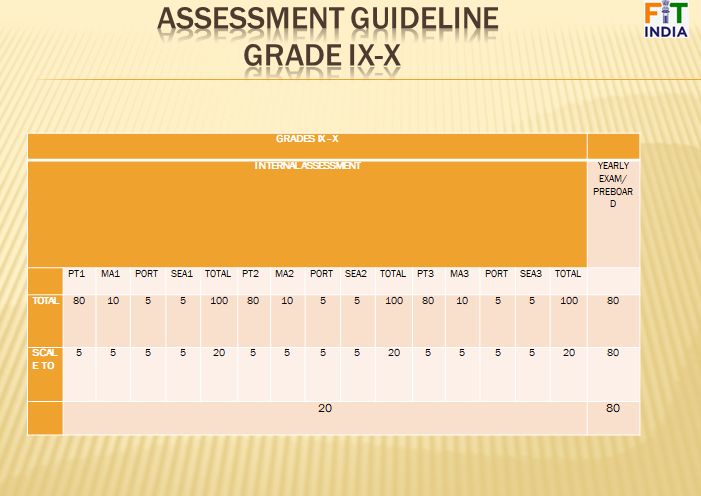 ASSESSMENT GUIDELINE
GRADE IX-X
FIT
INDIA
GRADES IX – X
INTERNAL ASSESSMENT
YEARLY
EXAM/
PREBOAR
D
PT1 MA1 PORT SEA1 TOTAL PT2 MA2 PORT SEA2 TOTAL PT3 MA3 PORT SEA3 TOTAL
TOTAL 80 10 5 5 100 80 10 5 5 100 80 10 5 5 100 80
SCAL
E TO
5 5 5 5 20 5 5 5 5 20 5 5 5 5 20 80
20 80